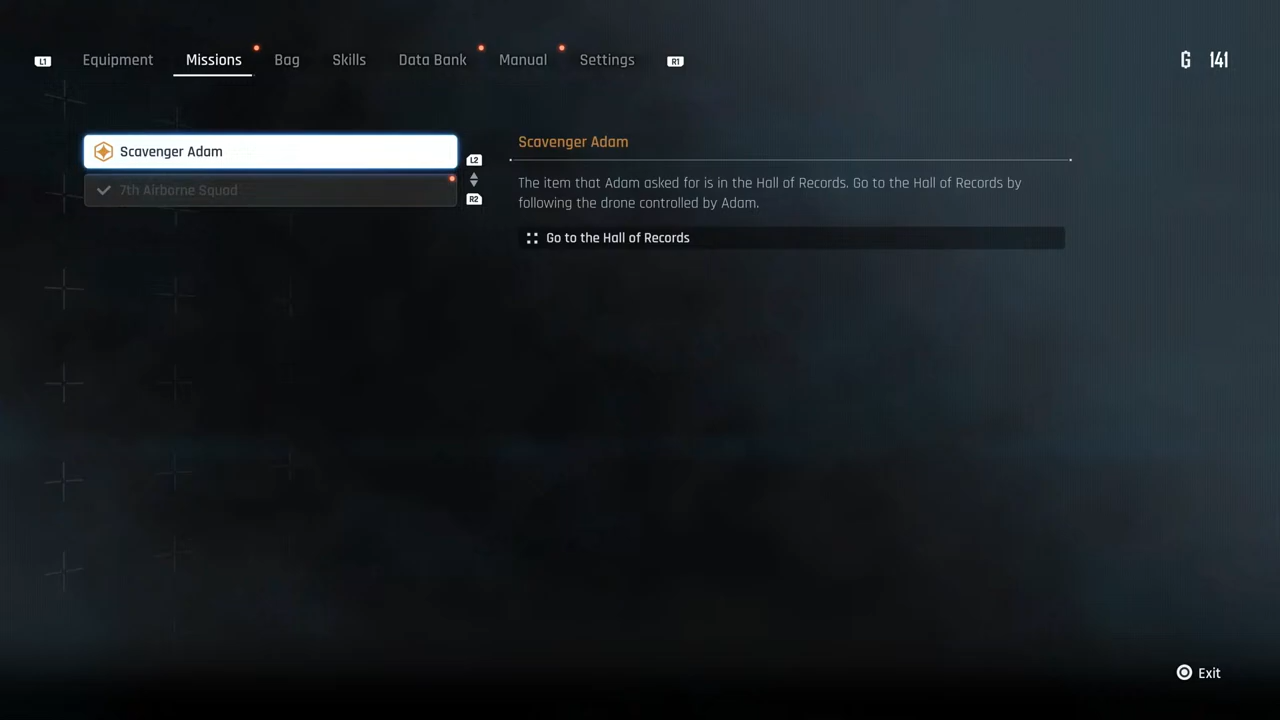 L1 Equipment Missions Bag Skills Data Bank Manual Settings R1 G 141
Scavenger Adam
7th Airborne Squad
L2
R2
Scavenger Adam
The item that Adam asked for is in the Hall of Records. Go to the Hall of Records by
following the drone controlled by Adam.
Go to the Hall of Records
Exit